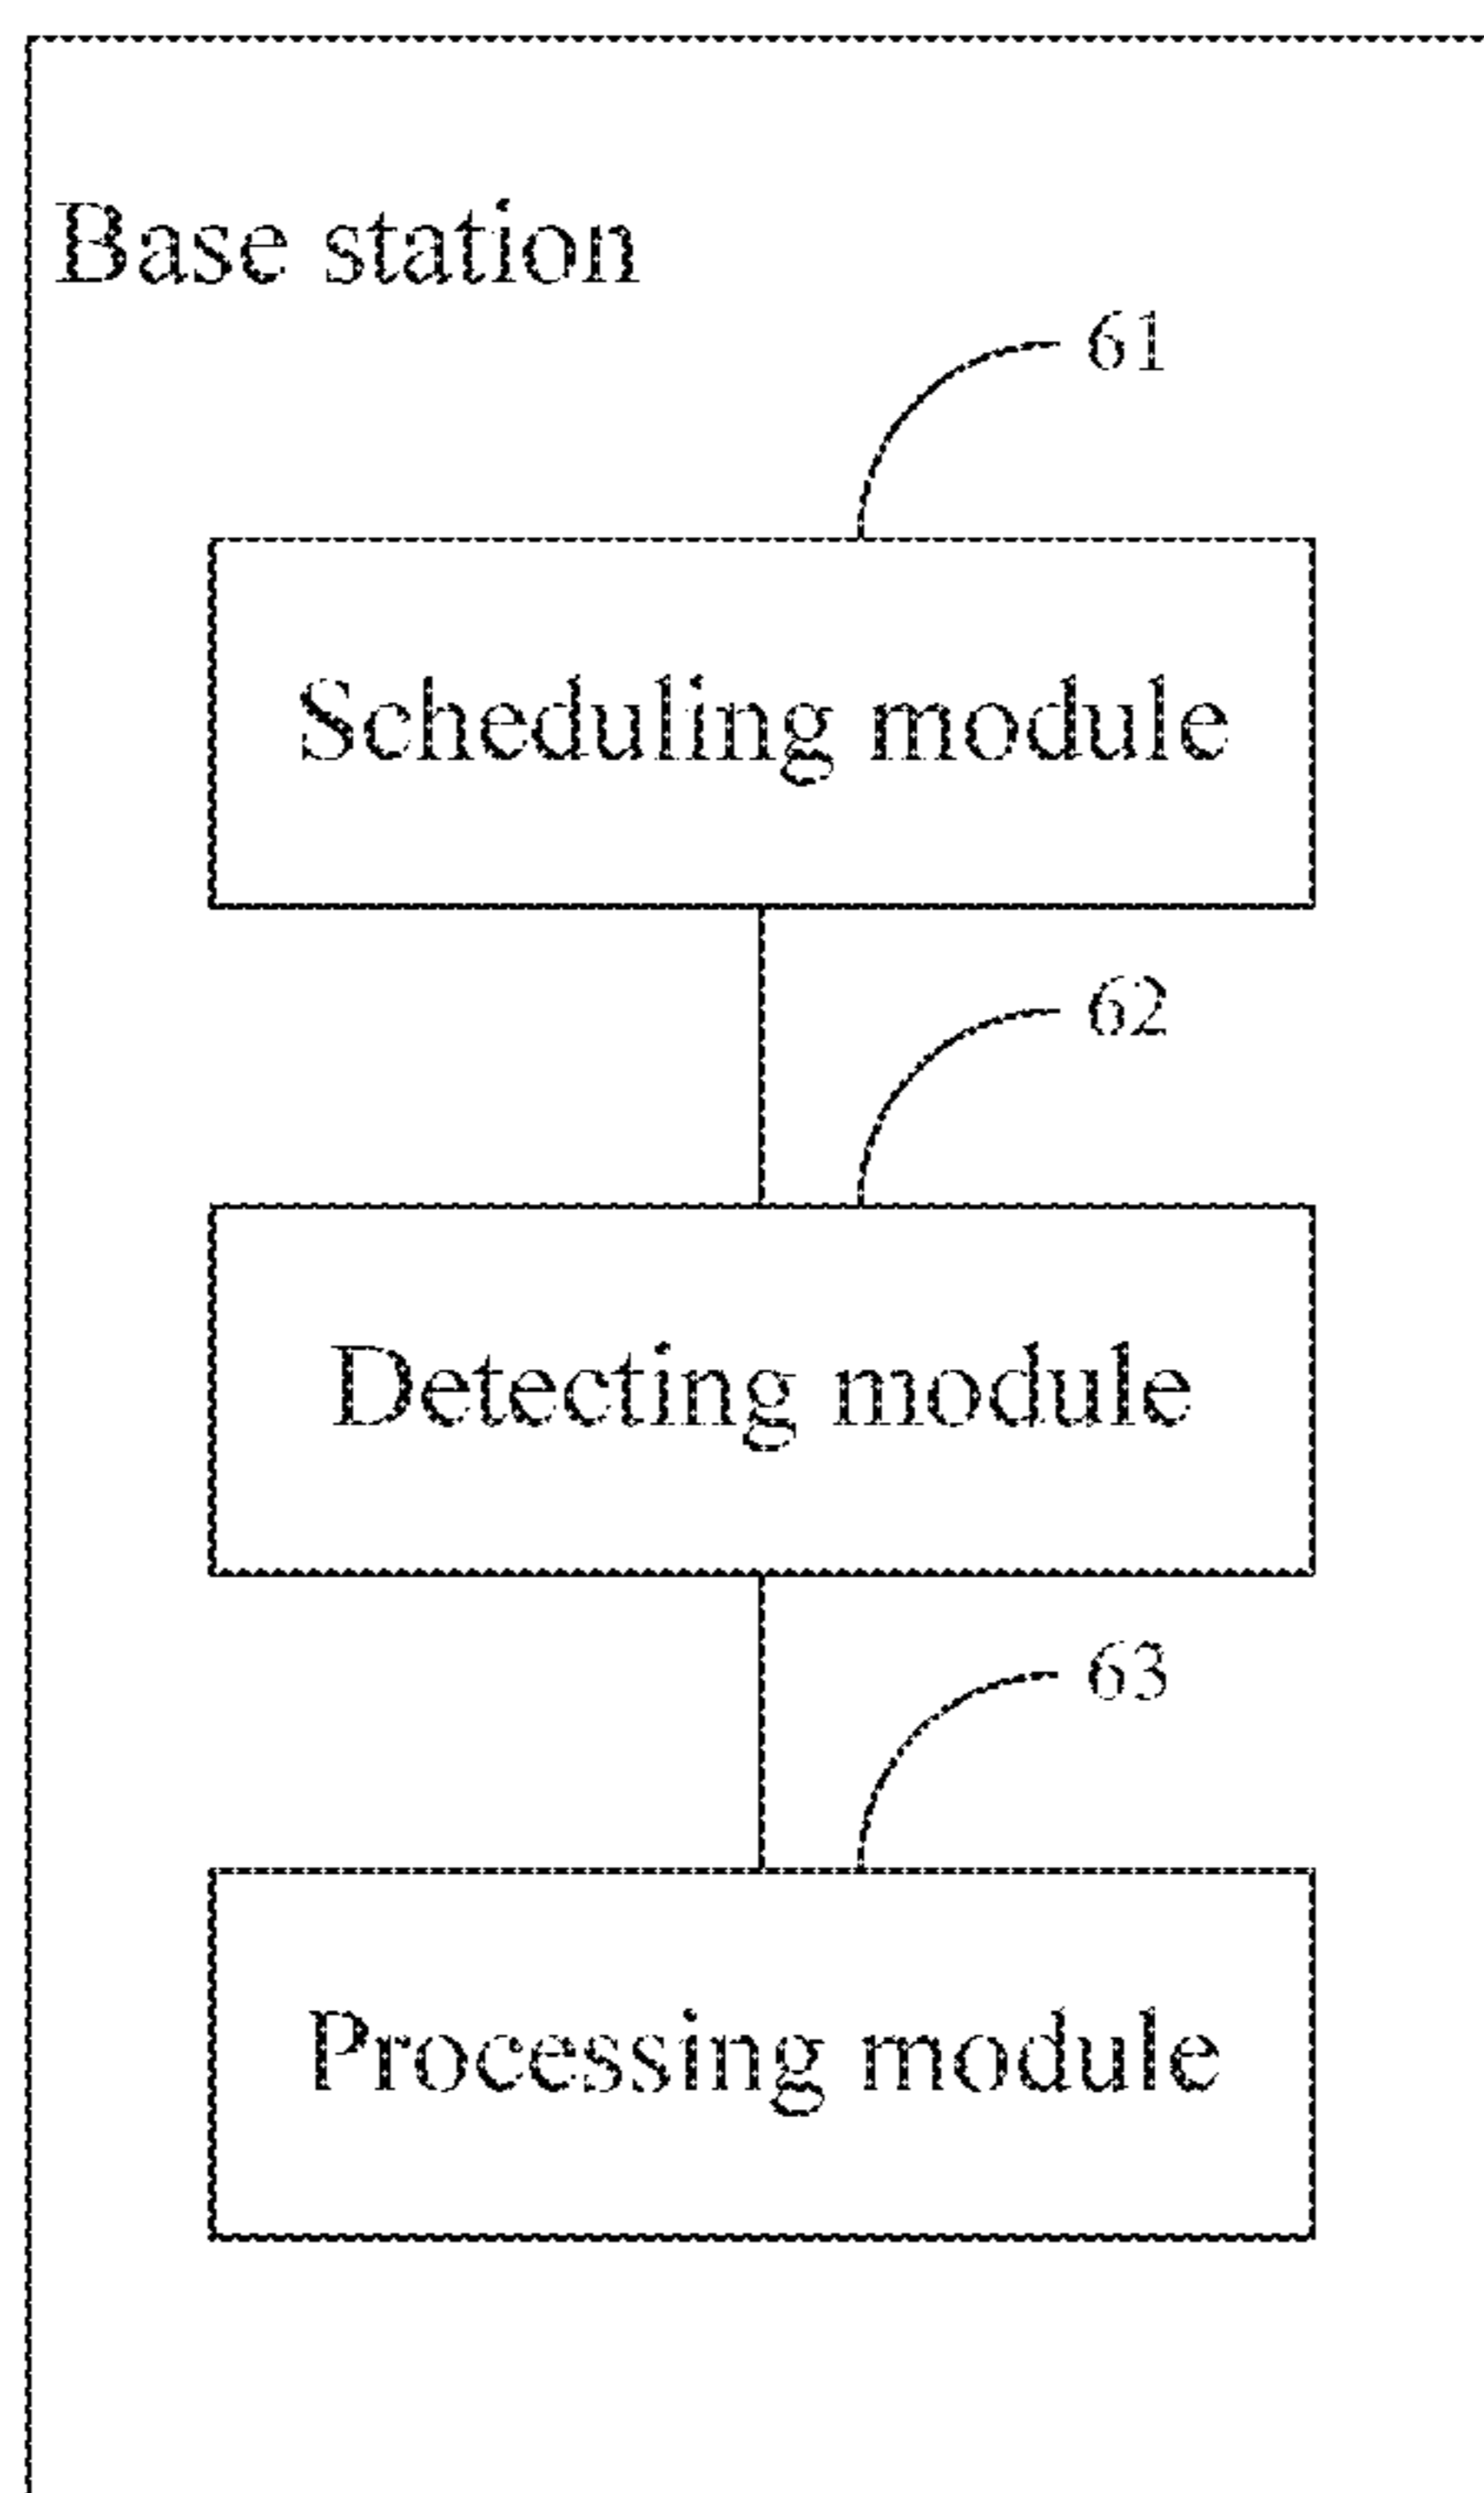 Base station
61
Scheduling module
62
Detecting module
63
Processing module